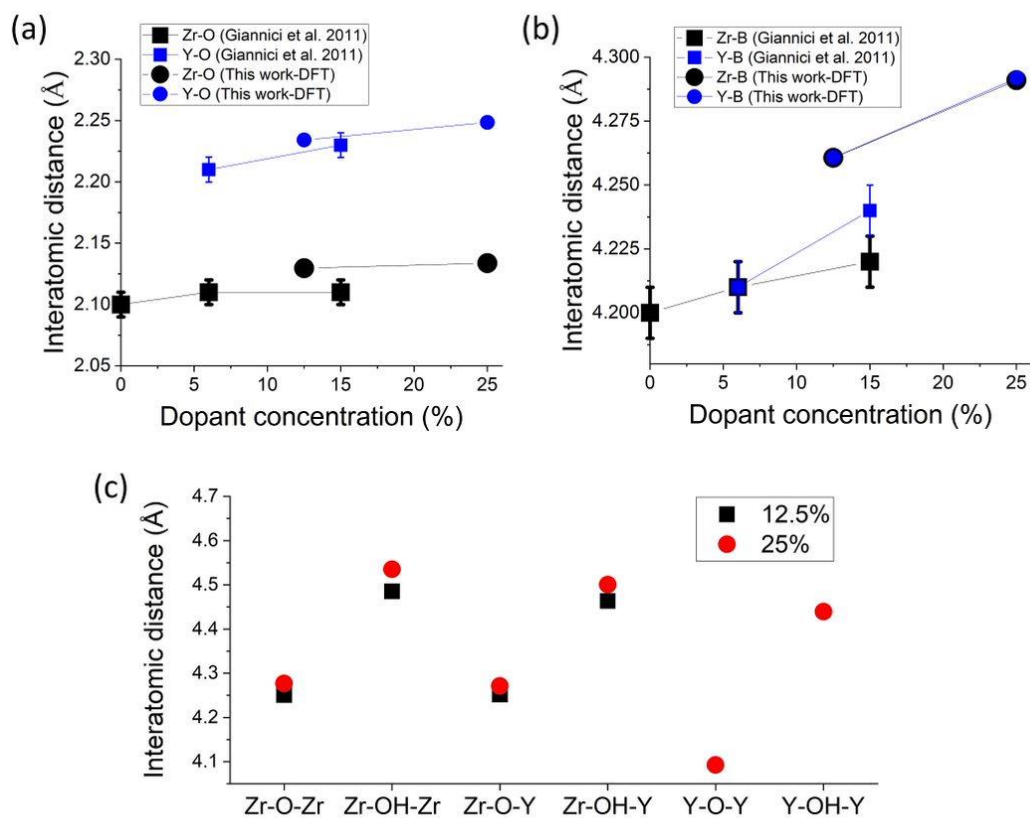 (a)
Zr-O (Giannici et al. 2011)
Y-O (Giannici et al. 2011)
Zr-O (This work-DFT)
Y-O (This work-DFT)
Interatomic distance (Å)
2.30
2.25
2.20
2.15
2.10
2.05
0 5 10 15 20 25
Dopant concentration (%)
(b)
Zr-B (Giannici et al. 2011)
Y-B (Giannici et al. 2011)
Zr-B (This work-DFT)
Y-B (This work-DFT)
Interatomic distance (Å)
4.300
4.275
4.250
4.225
4.200
0 5 10 15 20 25
Dopant concentration (%)
(c)
12.5%
25%
Interatomic distance (Å)
4.7
4.6
4.5
4.4
4.3
4.2
4.1
Zr-O-Zr Zr-OH-Zr Zr-O-Y Zr-OH-Y Y-O-Y Y-OH-Y